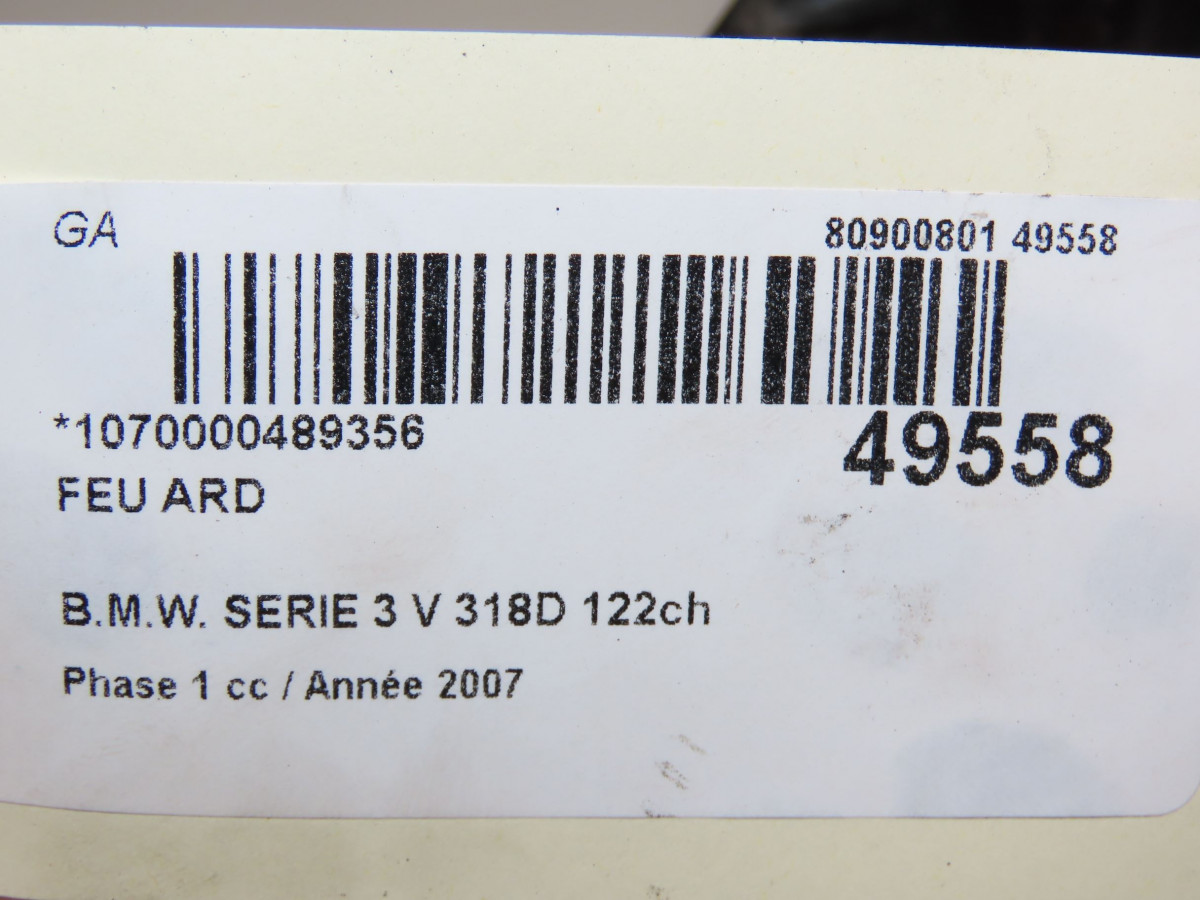 GA
80900801 49558
*1070000489356
49558
FEU ARD
B.M.W. SERIE 3 V 318D 122ch
Phase 1 cc / Année 2007